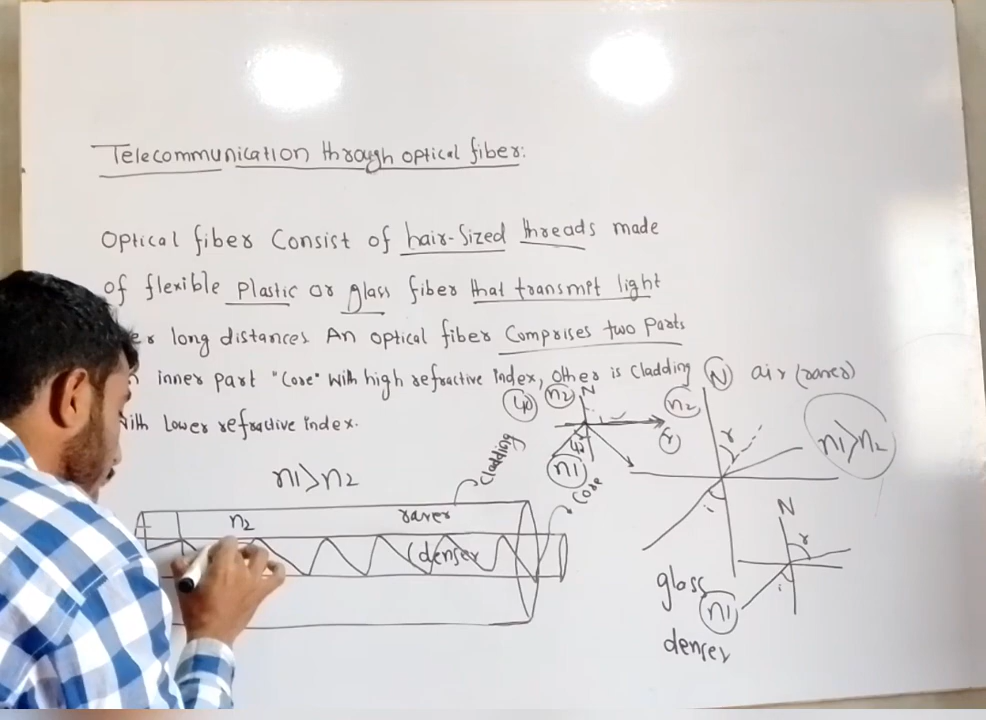 Telecommunication through optical fiber:
Optical fiber Consist of hair-sized threads made
of flexible Plastic or glass fiber that transmit light
long distances. An optical fiber Comprises two Parts
inner part "Core" With high refractive Index, Other is Cladding
Lower refractive Index.
N air (rarer)
n2
N
n2
r
n1>n2
n1
r
Cladding
Core
i
n1>n2
N
n2
rarer
r
(denser
i
glass
n1
denser